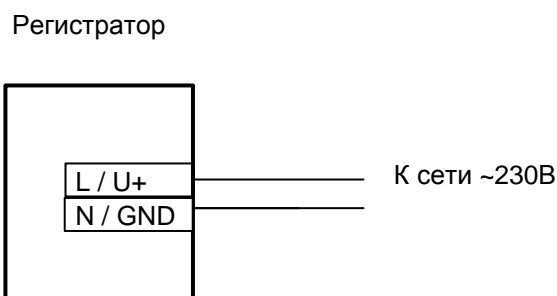 Регистратор
L / U+
К сети ~230В
N / GND